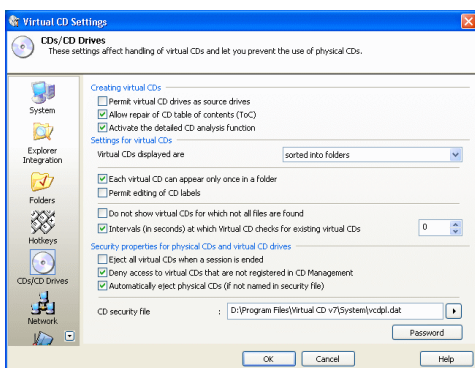 Virtual CD Settings
CDs/CD Drives
These settings affect handling of virtual CDs and let you prevent the use of physical CDs.
System
Explorer
Integration
Folders
Hotkeys
CDs/CD Drives
Network
Creating virtual CDs
Permit virtual CD drives as source drives
Allow repair of CD table of contents (ToC)
Activate the detailed CD analysis function
Settings for virtual CDs
Virtual CDs displayed are sorted into folders
Each virtual CD can appear only once in a folder
Permit editing of CD labels
Do not show virtual CDs for which not all files are found
Intervals (in seconds) at which Virtual CD checks for existing virtual CDs 0
Security properties for physical CDs and virtual CD drives
Eject all virtual CDs when a session is ended
Deny access to virtual CDs that are not registered in CD Management
Automatically eject physical CDs (if not named in security file)
CD security file : D:\Program Files\Virtual CD v7\System\vcdpl.dat
Password
OK Cancel Help